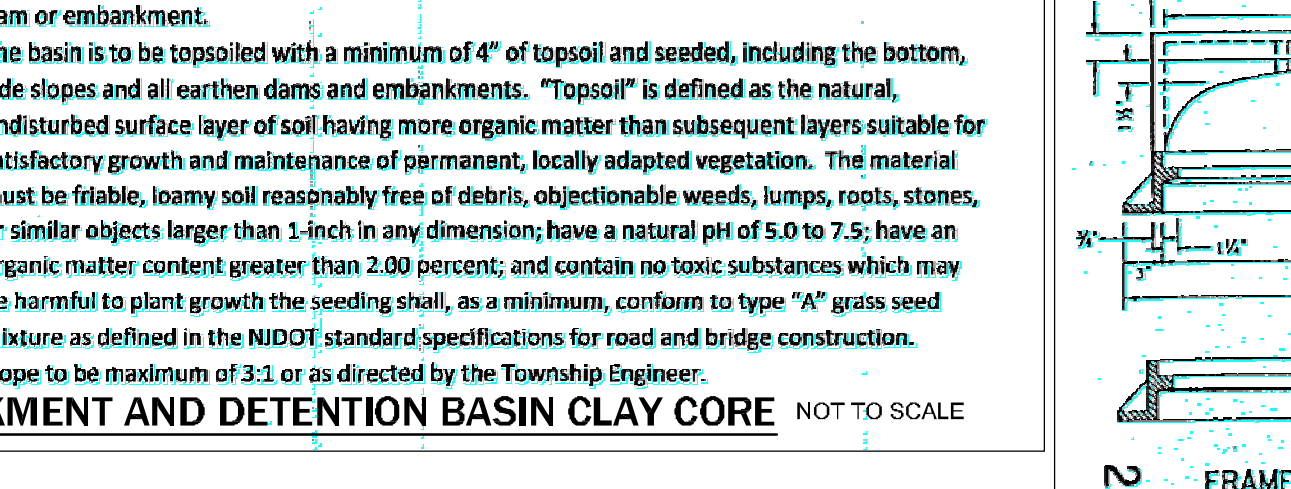 am or embankment.
he basin is to be topsoiled with a minimum of 4” of topsoil and seeded, including the bottom,
de slopes and all earthen dams and embankments. “Topsoil” is defined as the natural,
ndisturbed surface layer of soil having more organic matter than subsequent layers suitable for
tisfactory growth and maintenance of permanent, locally adapted vegetation. The material
ust be friable, loamy soil reasonably free of debris, objectionable weeds, lumps, roots, stones,
r similar objects larger than 1-inch in any dimension; have a natural pH of 5.0 to 7.5; have an
rganic matter content greater than 2.00 percent; and contain no toxic substances which may
e harmful to plant growth the seeding shall, as a minimum, conform to type “A” grass seed
ixture as defined in the NJDOT standard specifications for road and bridge construction.
ope to be maximum of 3:1 or as directed by the Township Engineer.
KMENT AND DETENTION BASIN CLAY CORE NOT TO SCALE
¾"
1¼"
3"
2
FRAME